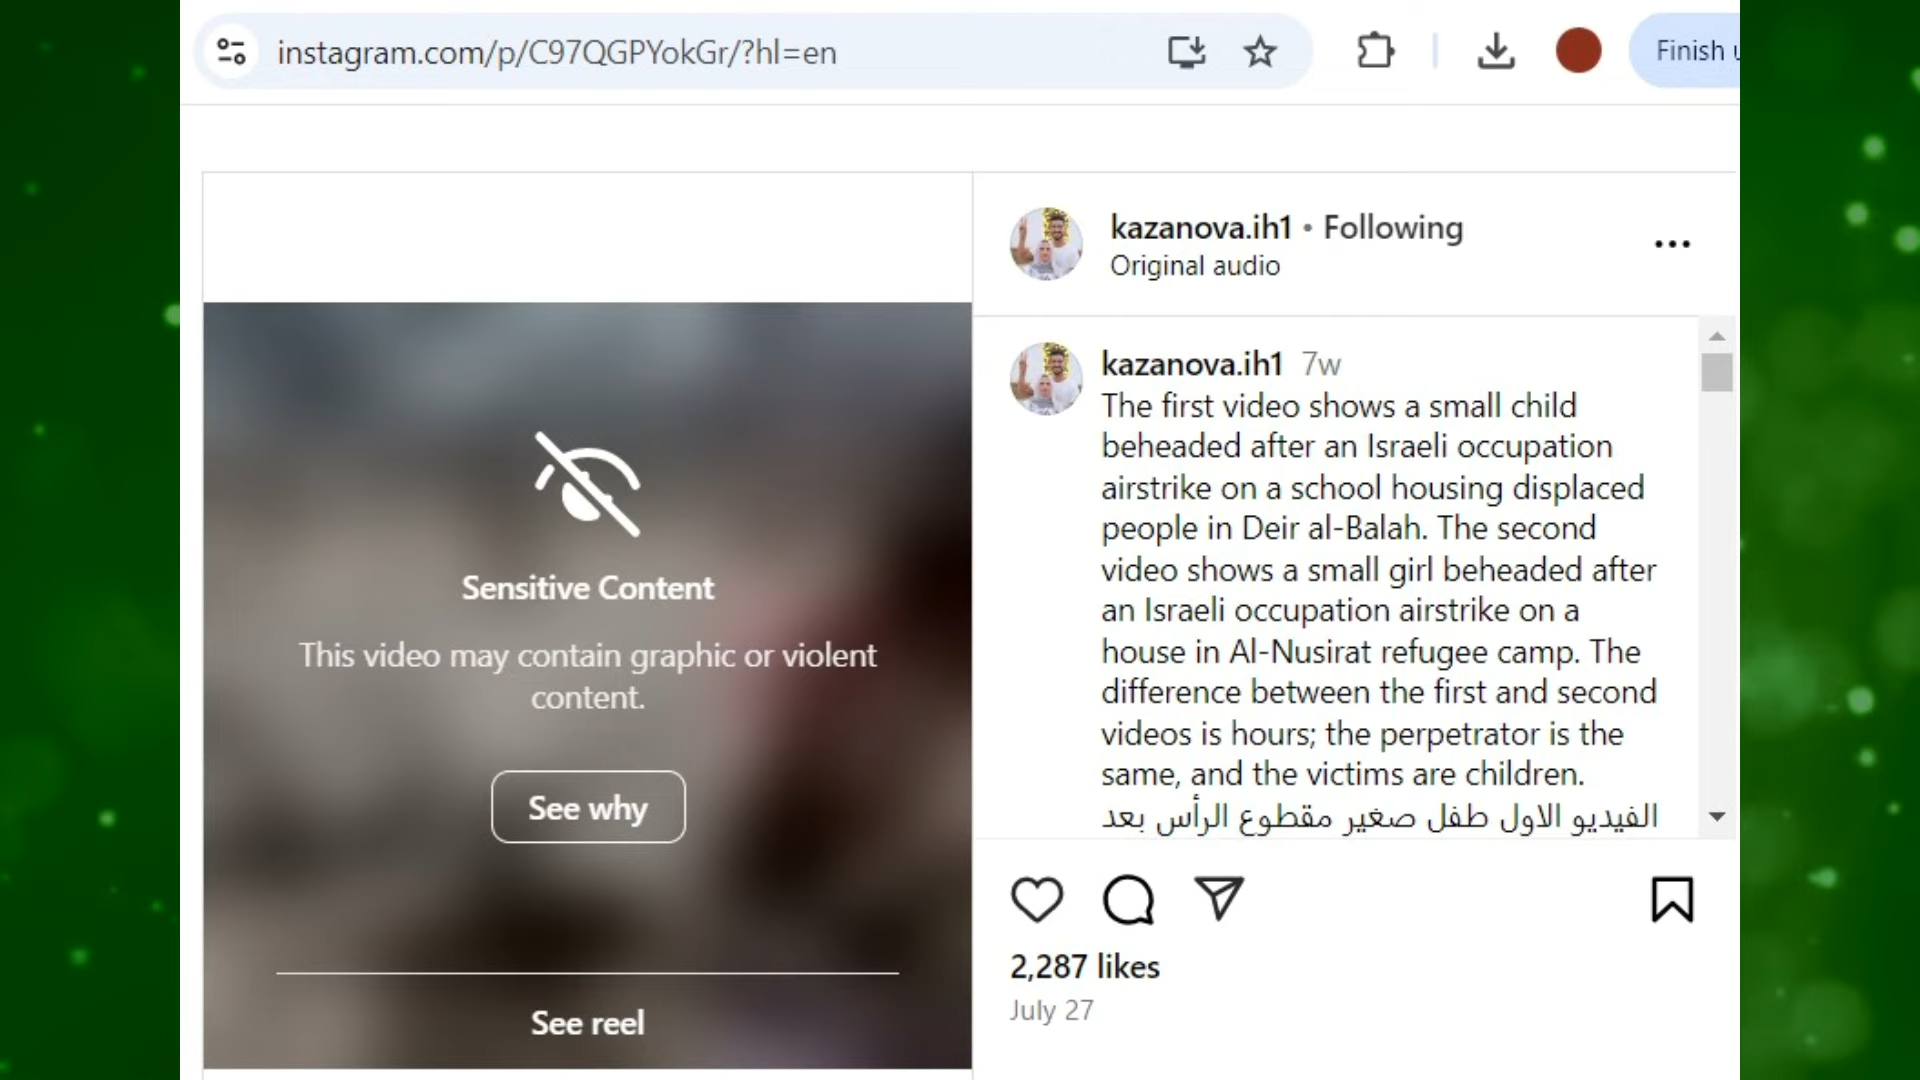 instagram.com/p/C97QGPYokGr/?hl=en
Finish
kazanova.ih1 • Following
Original audio
Sensitive Content
This video may contain graphic or violent
content.
See why
See reel
kazanova.ih1 7w
The first video shows a small child
beheaded after an Israeli occupation
airstrike on a school housing displaced
people in Deir al-Balah. The second
video shows a small girl beheaded after
an Israeli occupation airstrike on a
house in Al-Nusirat refugee camp. The
difference between the first and second
videos is hours; the perpetrator is the
same, and the victims are children.
الفيديو الاول طفل صغير مقطوع الرأس بعد
2,287 likes
July 27